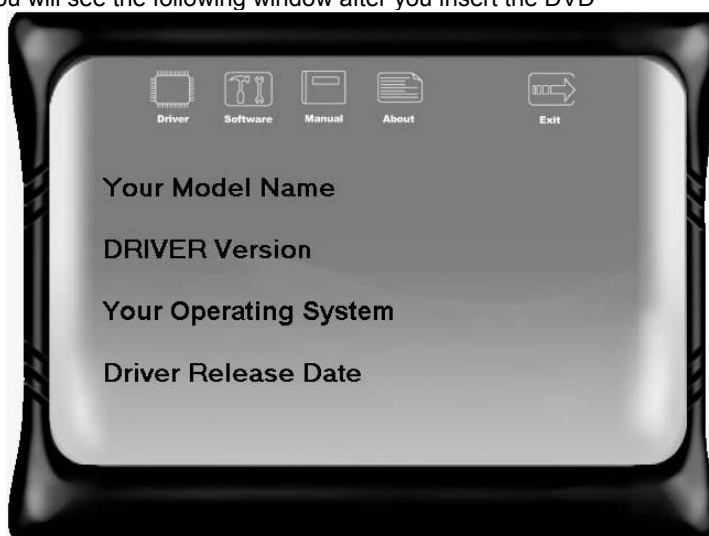 ou will see the following window after you insert the DVD
Driver Software Manual About Exit
Your Model Name
DRIVER Version
Your Operating System
Driver Release Date